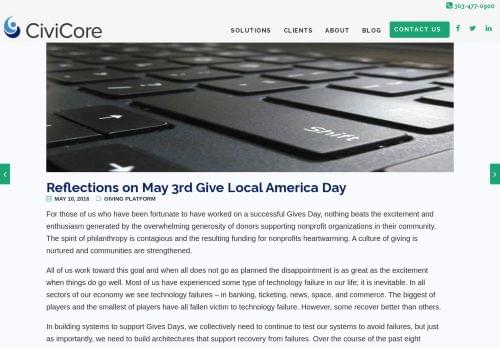 303-477-0900
CiviCore
SOLUTIONS CLIENTS ABOUT BLOG CONTACT US
Shift
Reflections on May 3rd Give Local America Day
MAY 10, 2016 GIVING PLATFORM
For those of us who have been fortunate to have worked on a successful Gives Day, nothing beats the excitement and
enthusiasm generated by the overwhelming generosity of donors supporting nonprofit organizations in their community.
The spirit of philanthropy is contagious and the resulting funding for nonprofits heartwarming. A culture of giving is
nurtured and communities are strengthened.
All of us work toward this goal and when all does not go as planned the disappointment is as great as the excitement
when things do go well. Most of us have experienced some type of technology failure in our life; it is inevitable. In all
sectors of our economy we see technology failures – in banking, ticketing, news, space, and commerce. The biggest of
players and the smallest of players have all fallen victim to technology failure. However, some recover better than others.
In building systems to support Gives Days, we collectively need to continue to test our systems to avoid failures, but just
as importantly, we need to build architectures that support recovery from failures. Over the course of the past eight